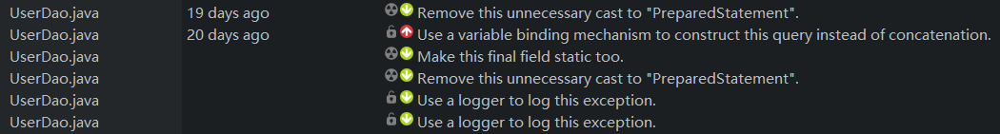 UserDao.java 19 days ago Remove this unnecessary cast to "PreparedStatement".
UserDao.java 20 days ago Use a variable binding mechanism to construct this query instead of concatenation.
UserDao.java Make this final field static too.
UserDao.java Remove this unnecessary cast to "PreparedStatement".
UserDao.java Use a logger to log this exception.
UserDao.java Use a logger to log this exception.